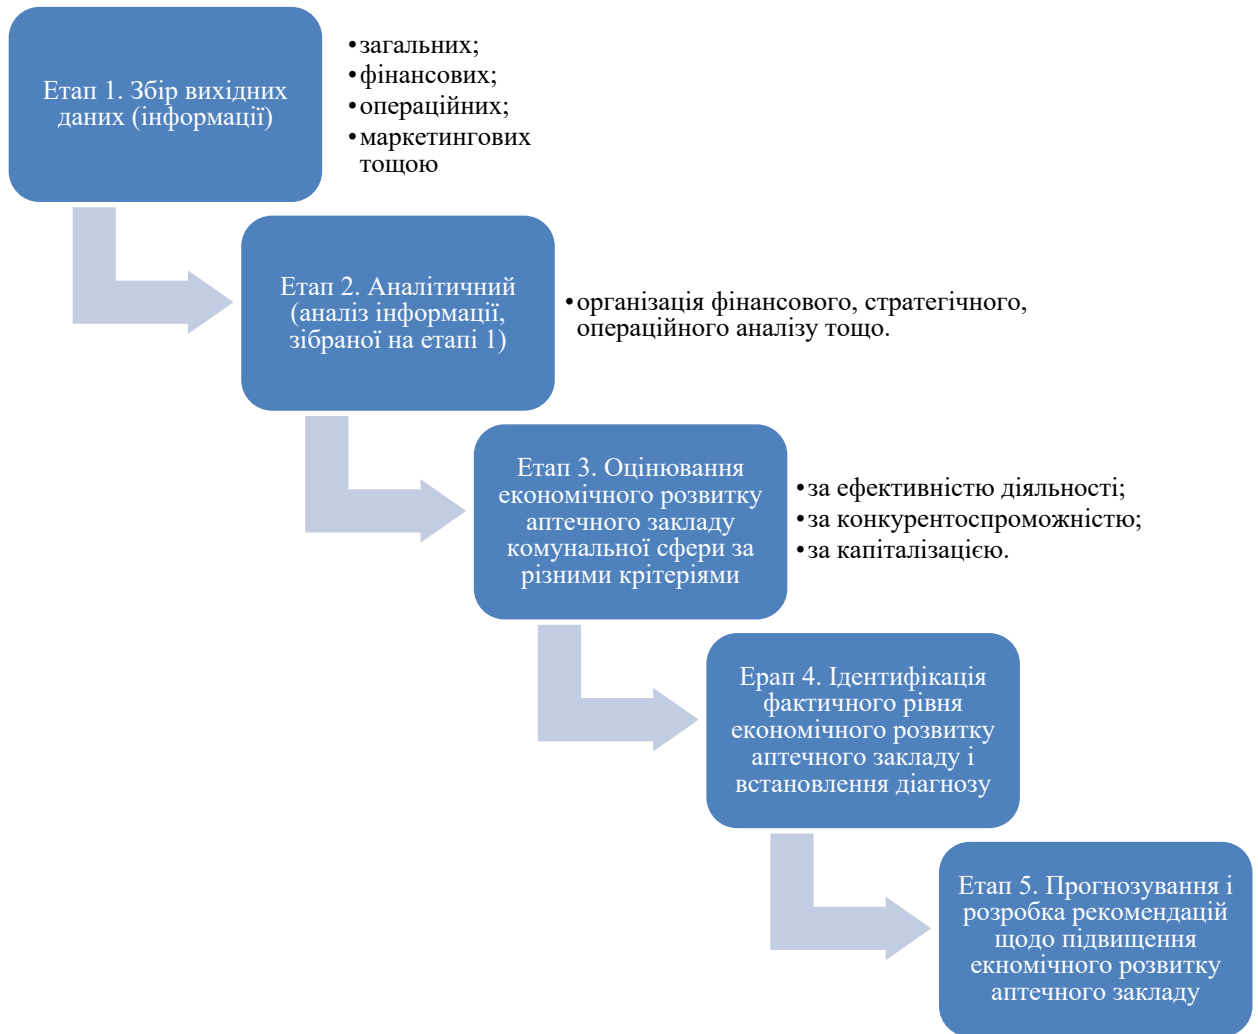 Етап 1. Збір вихідних
даних (інформації)
•загальних;
•фінансових;
•операційних;
•маркетингових
тощою
Етап 2. Аналітичний
(аналіз інформації,
зібраної на етапі 1)
•організація фінансового, стратегічного,
операційного аналізу тощо.
Етап 3. Оцінювання
економічного розвитку
аптечного закладу
комунальної сфери за
різними крітеріями
•за ефективністю діяльності;
•за конкурентоспроможністю;
•за капіталізацією.
Ерап 4. Ідентифікація
фактичного рівня
економічного розвитку
аптечного закладу і
встановлення діагнозу
Етап 5. Прогнозування і
розробка рекомендацій
щодо підвищення
екномічного розвитку
аптечного закладу